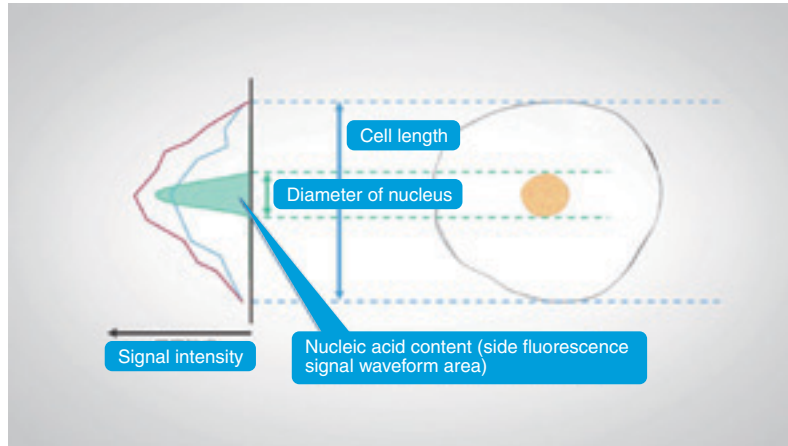 Cell length
Diameter of nucleus
Signal intensity
Nucleic acid content (side fluorescence
signal waveform area)